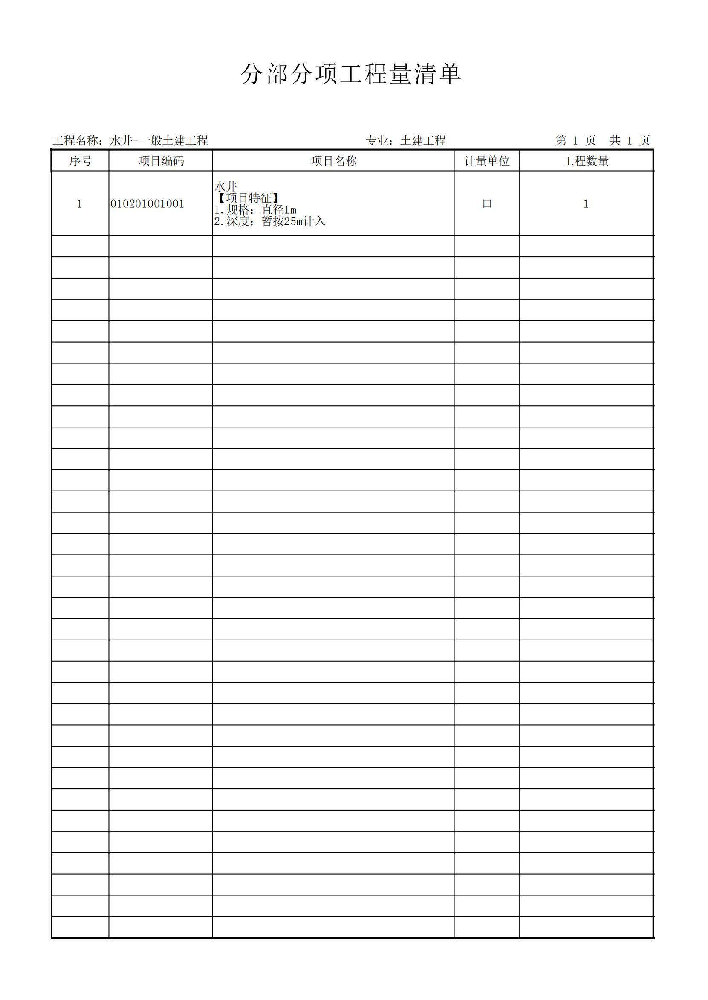 分部分项工程量清单
工程名称：水井-一般土建工程 专业：土建工程 第 1 页 共 1 页
序号 项目编码 项目名称 计量单位 工程数量
1 010201001001 水井 口 1
【项目特征】
1.规格：直径1m
2.深度：暂按25m计入